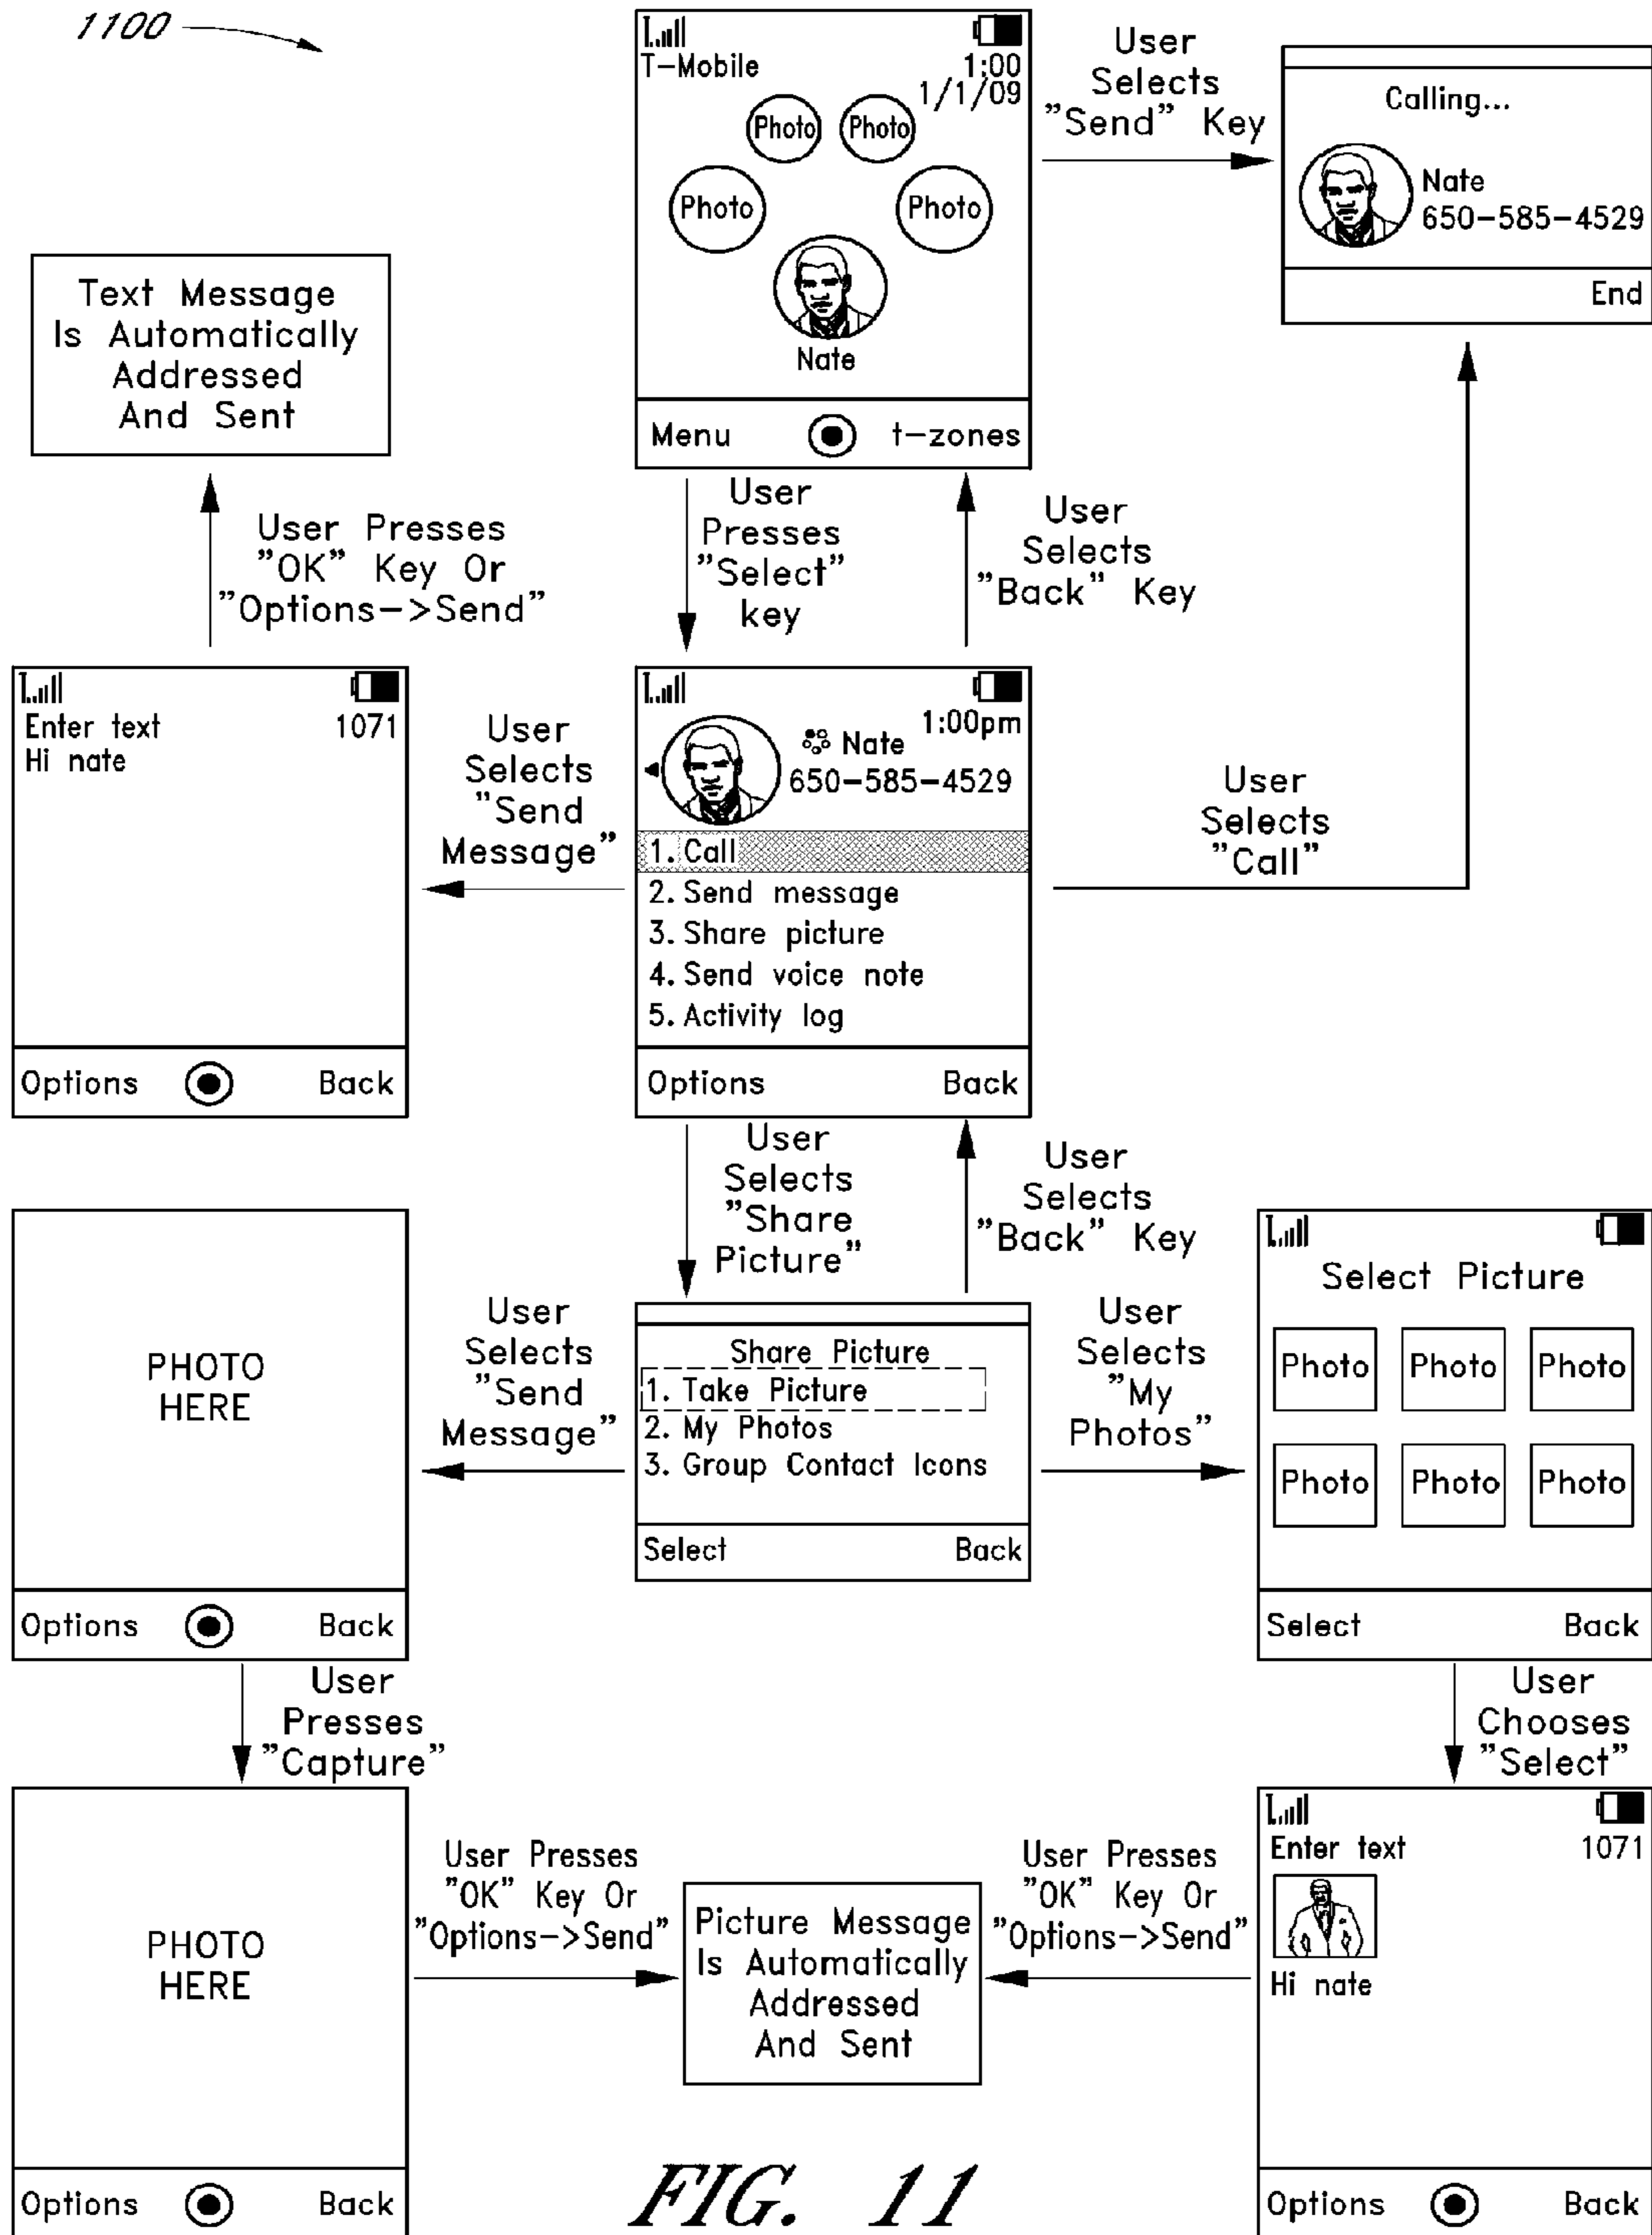 1100
T-Mobile
1:00
1/1/09
Photo
Photo
Photo
Photo
Nate
Menu
t-zones
User
Selects
"Send" Key
Calling...
Nate
650-585-4529
End
Text Message
Is Automatically
Addressed
And Sent
User Presses
"OK" Key Or
"Options->Send"
User
Presses
"Select"
key
User
Selects
"Back" Key
Enter text
1071
Hi nate
Options
Back
User
Selects
"Send
Message"
1:00pm
Nate
650-585-4529
1. Call
2. Send message
3. Share picture
4. Send voice note
5. Activity log
Options
Back
User
Selects
"Call"
User
Selects
"Share
Picture"
User
Selects
"Back" Key
PHOTO
HERE
Options
Back
User
Selects
"Send
Message"
Share Picture
1. Take Picture
2. My Photos
3. Group Contact Icons
Select
Back
User
Selects
"My
Photos"
Select Picture
Photo
Photo
Photo
Photo
Photo
Photo
Select
Back
User
Presses
"Capture"
User
Chooses
"Select"
PHOTO
HERE
Options
Back
User Presses
"OK" Key Or
"Options->Send"
Picture Message
Is Automatically
Addressed
And Sent
User Presses
"OK" Key Or
"Options->Send"
Enter text
1071
Hi nate
Options
Back
FIG. 11